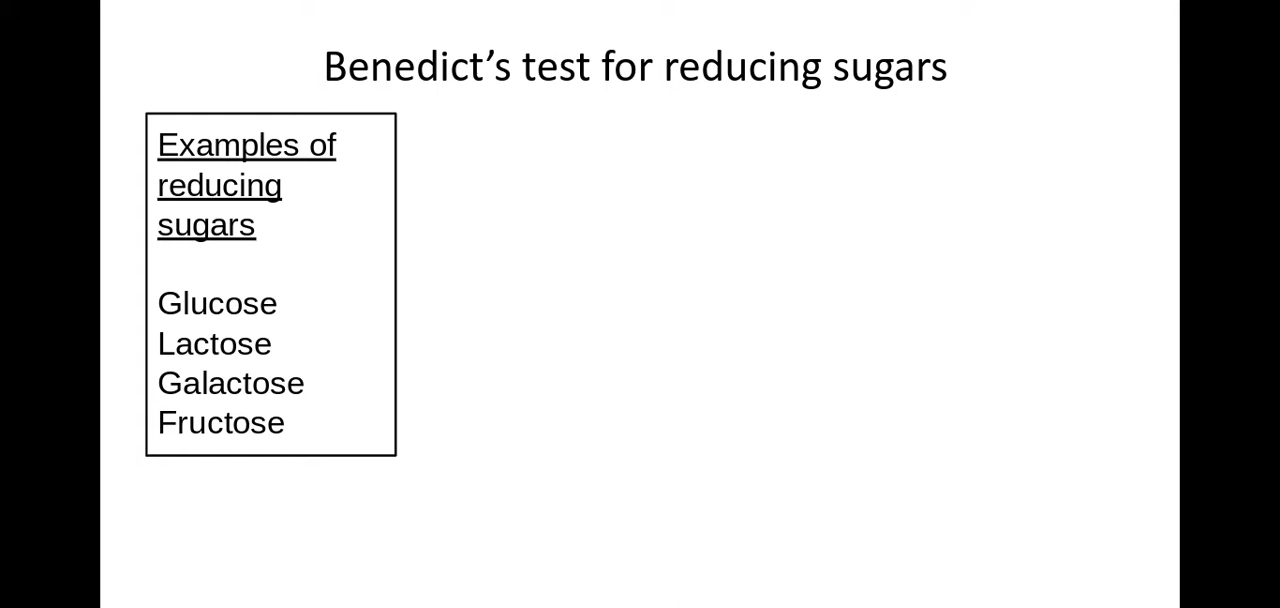 Benedict’s test for reducing sugars
Examples of
reducing
sugars
Glucose
Lactose
Galactose
Fructose